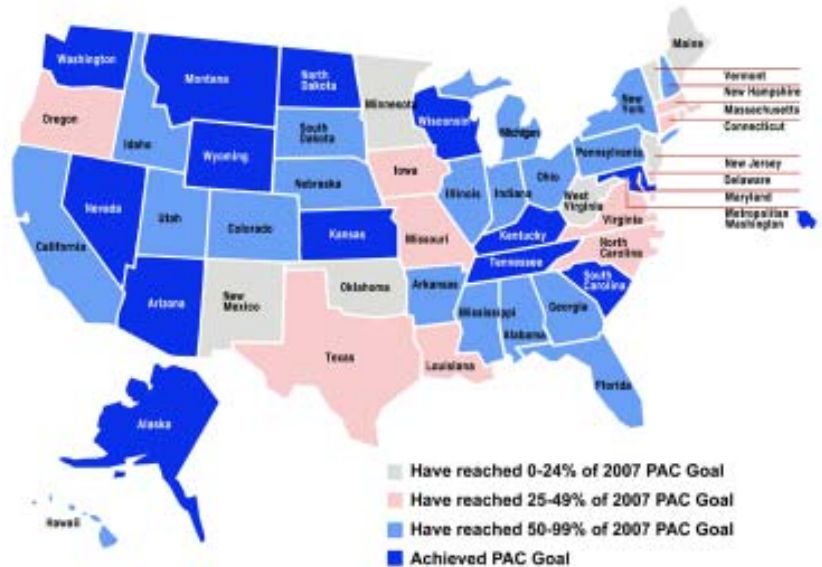 Maine
Washington
Montana
North
Dakota
Minnesota
Vermont
New Hampshire
Massachusetts
Connecticut
New Jersey
Delaware
Maryland
Metropolitan
Washington
Oregon
Idaho
South
Dakota
Wisconsin
Michigan
New
York
Wyoming
Iowa
Pennsylvania
Nebraska
Illinois
Indiana
Ohio
Nevada
Utah
Colorado
Kansas
Missouri
West
Virginia
Virginia
California
Kentucky
North
Carolina
Tennessee
Arizona
New
Mexico
Oklahoma
Arkansas
South
Carolina
Mississippi
Alabama
Georgia
Texas
Louisiana
Florida
Alaska
Hawaii
Have reached 0-24% of 2007 PAC Goal
Have reached 25-49% of 2007 PAC Goal
Have reached 50-99% of 2007 PAC Goal
Achieved PAC Goal